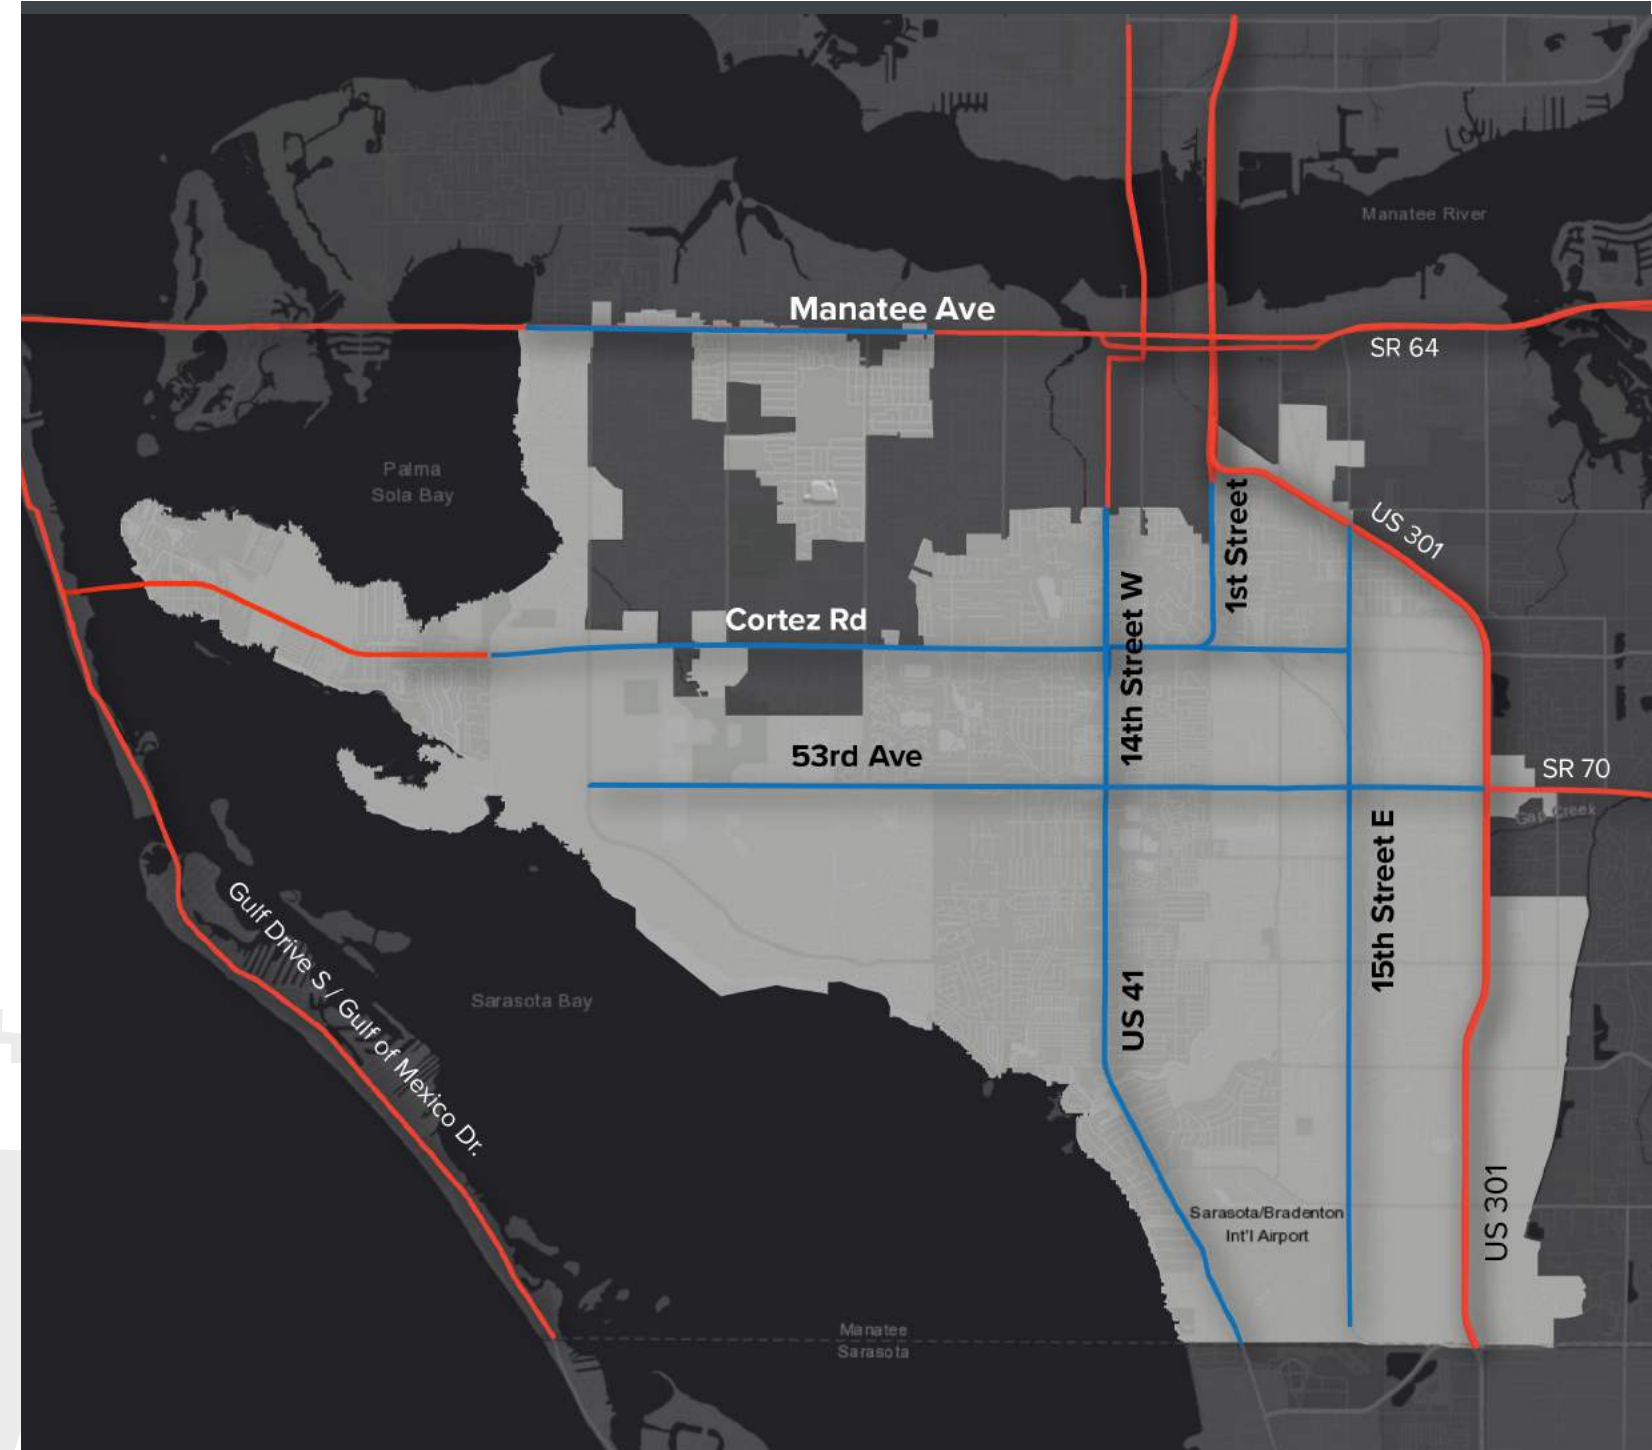 Manatee River
Manatee Ave
SR 64
Palma
Sola Bay
1st Street
US 301
14th Street W
Cortez Rd
53rd Ave
SR 70
Gap Creek
15th Street E
Gulf Drive S / Gulf of Mexico Dr.
Sarasota Bay
US 41
US 301
Sarasota/Bradenton
Int'l Airport
Manatee
Sarasota